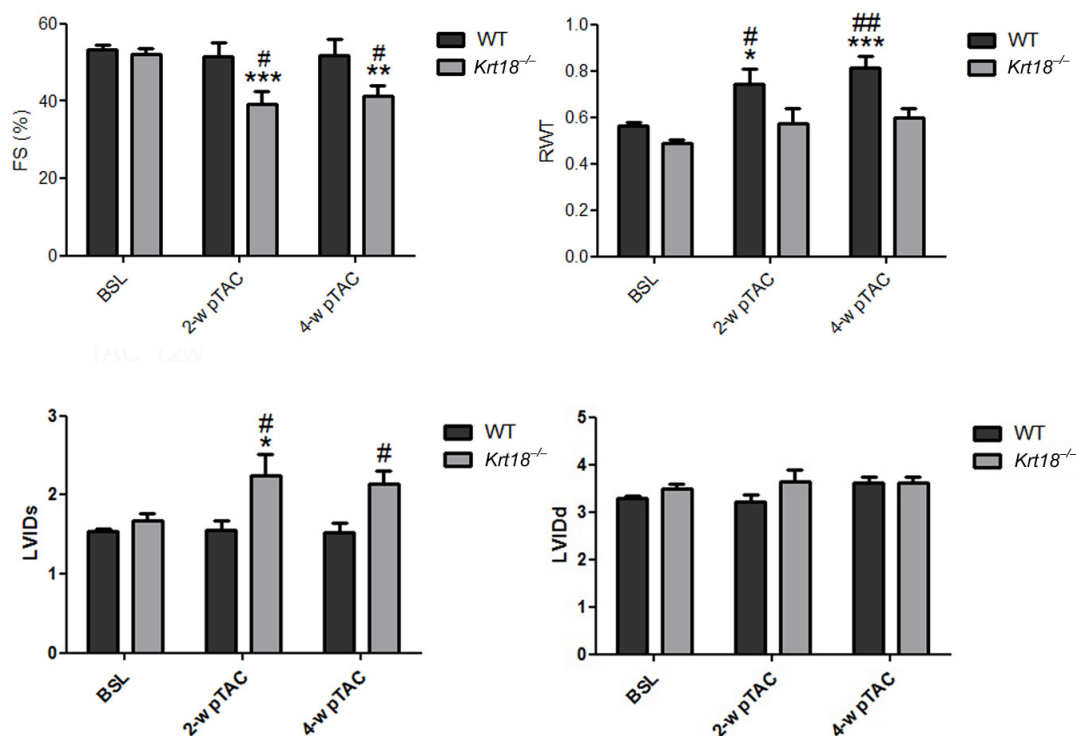 60
40
20
0
FS (%)
#
***
#
**
WT
Krt18–/–
BSL
2-w pTAC
4-w pTAC
1.0
0.8
0.6
0.4
0.2
0.0
RWT
#
*
##
***
WT
Krt18–/–
BSL
2-w pTAC
4-w pTAC
3
2
1
0
LVIDs
#
*
#
WT
Krt18–/–
BSL
2-w pTAC
4-w pTAC
5
4
3
2
1
0
LVIDd
WT
Krt18–/–
BSL
2-w pTAC
4-w pTAC